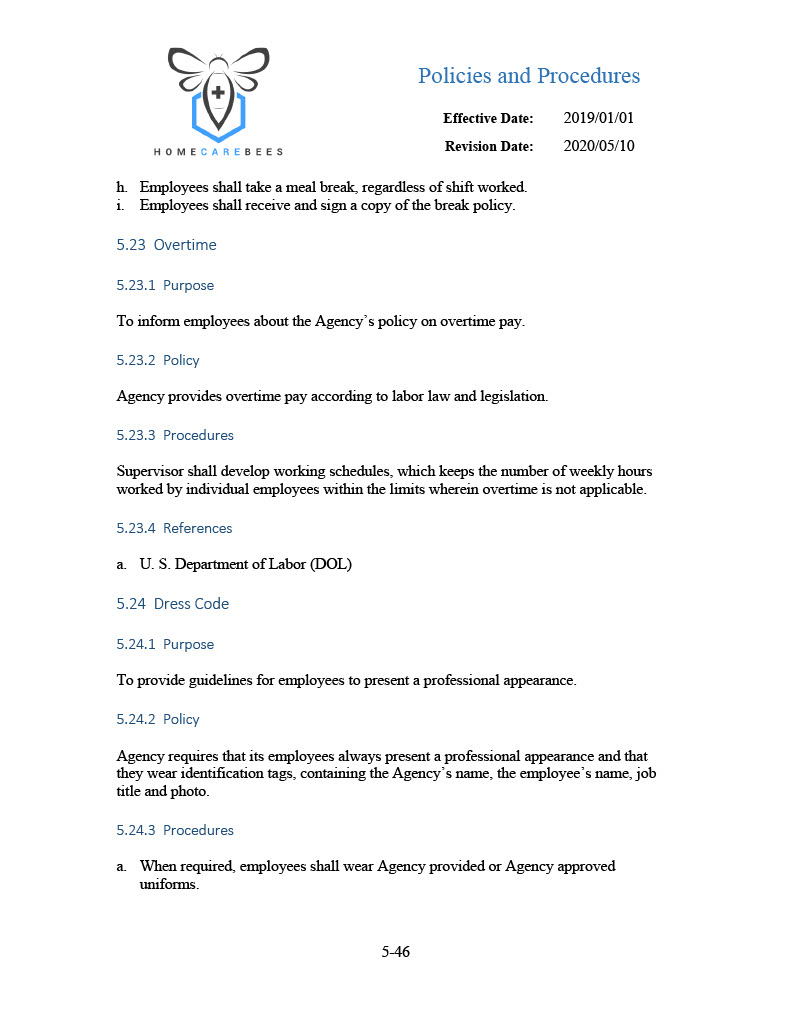 HOMECAREBEES
Policies and Procedures
Effective Date: 2019/01/01
Revision Date: 2020/05/10
h. Employees shall take a meal break, regardless of shift worked.
i. Employees shall receive and sign a copy of the break policy.
5.23 Overtime
5.23.1 Purpose
To inform employees about the Agency’s policy on overtime pay.
5.23.2 Policy
Agency provides overtime pay according to labor law and legislation.
5.23.3 Procedures
Supervisor shall develop working schedules, which keeps the number of weekly hours
worked by individual employees within the limits wherein overtime is not applicable.
5.23.4 References
a. U. S. Department of Labor (DOL)
5.24 Dress Code
5.24.1 Purpose
To provide guidelines for employees to present a professional appearance.
5.24.2 Policy
Agency requires that its employees always present a professional appearance and that
they wear identification tags, containing the Agency’s name, the employee’s name, job
title and photo.
5.24.3 Procedures
a. When required, employees shall wear Agency provided or Agency approved
uniforms.
5-46